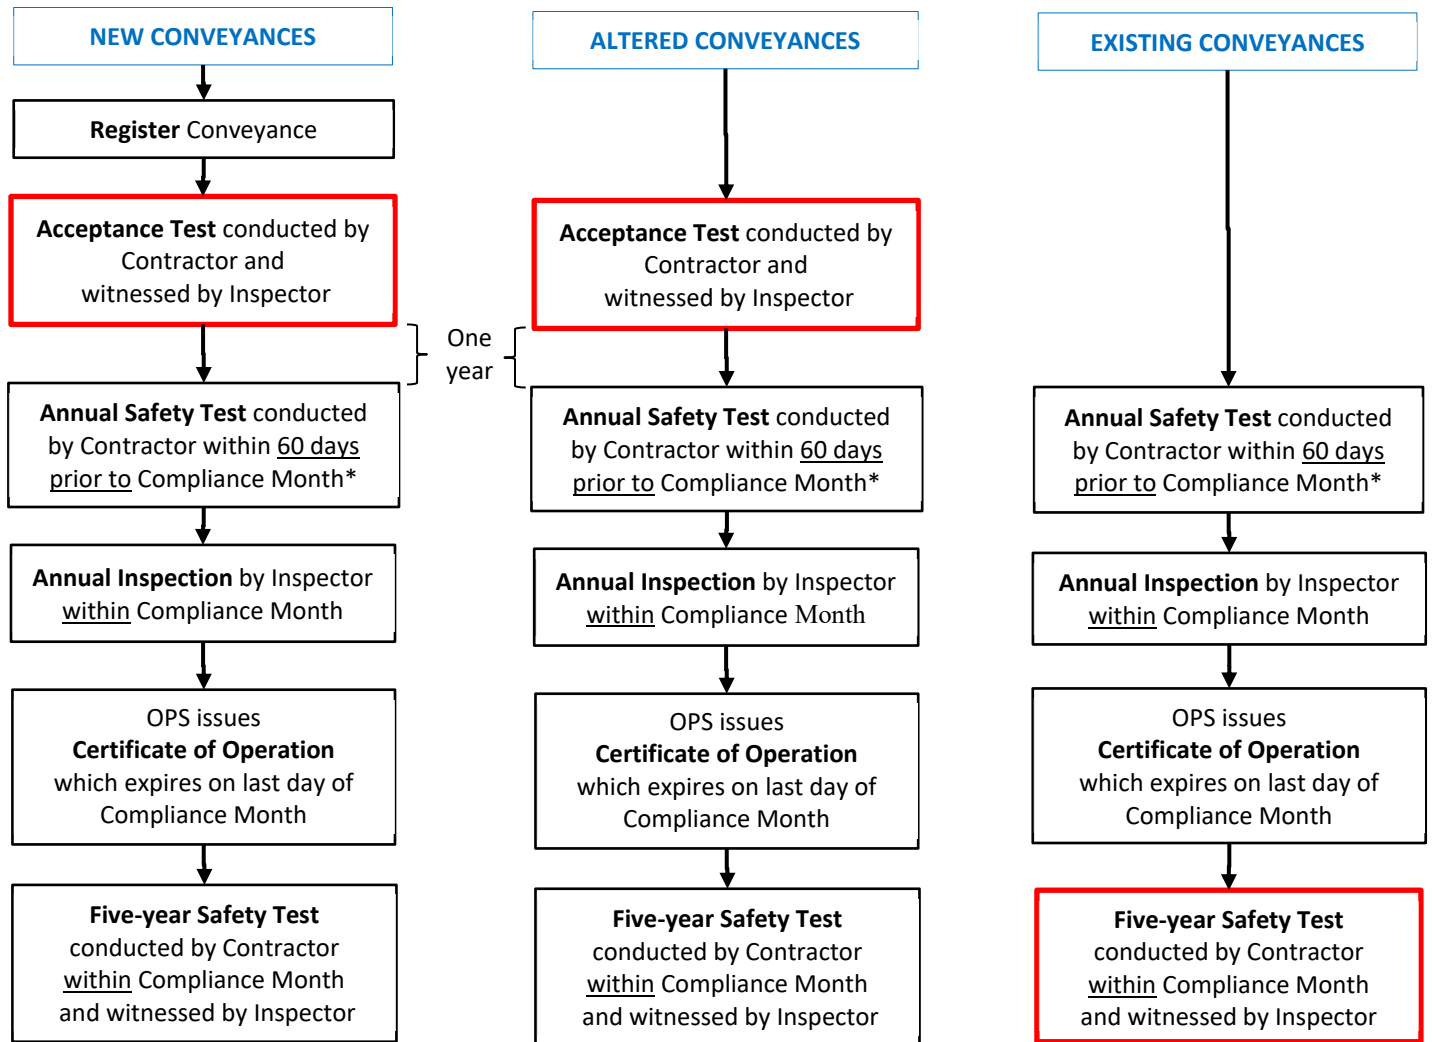 NEW CONVEYANCES
Register Conveyance
Acceptance Test conducted by
Contractor and
witnessed by Inspector
One
year
Annual Safety Test conducted
by Contractor within 60 days
prior to Compliance Month*
Annual Inspection by Inspector
within Compliance Month
OPS issues
Certificate of Operation
which expires on last day of
Compliance Month
Five-year Safety Test
conducted by Contractor
within Compliance Month
and witnessed by Inspector
ALTERED CONVEYANCES
Acceptance Test conducted by
Contractor and
witnessed by Inspector
Annual Safety Test conducted
by Contractor within 60 days
prior to Compliance Month*
Annual Inspection by Inspector
within Compliance Month
OPS issues
Certificate of Operation
which expires on last day of
Compliance Month
Five-year Safety Test
conducted by Contractor
within Compliance Month
and witnessed by Inspector
EXISTING CONVEYANCES
Annual Safety Test conducted
by Contractor within 60 days
prior to Compliance Month*
Annual Inspection by Inspector
within Compliance Month
OPS issues
Certificate of Operation
which expires on last day of
Compliance Month
Five-year Safety Test
conducted by Contractor
within Compliance Month
and witnessed by Inspector